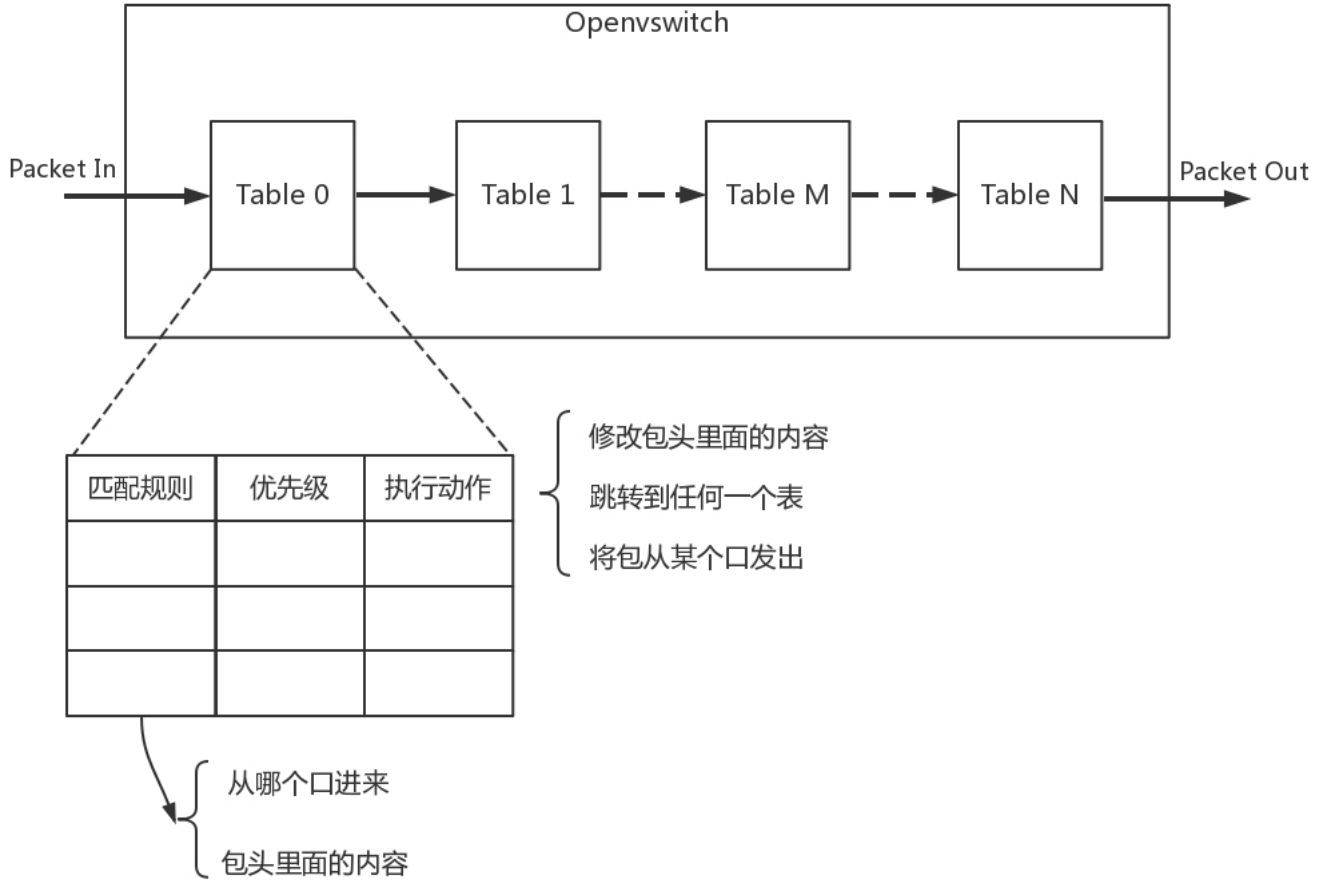 Openvswitch
Packet In
Table 0
Table 1
Table M
Table N
Packet Out
匹配规则
优先级
执行动作
修改包头里面的内容
跳转到任何一个表
将包从某个口发出
从哪个口进来
包头里面的内容